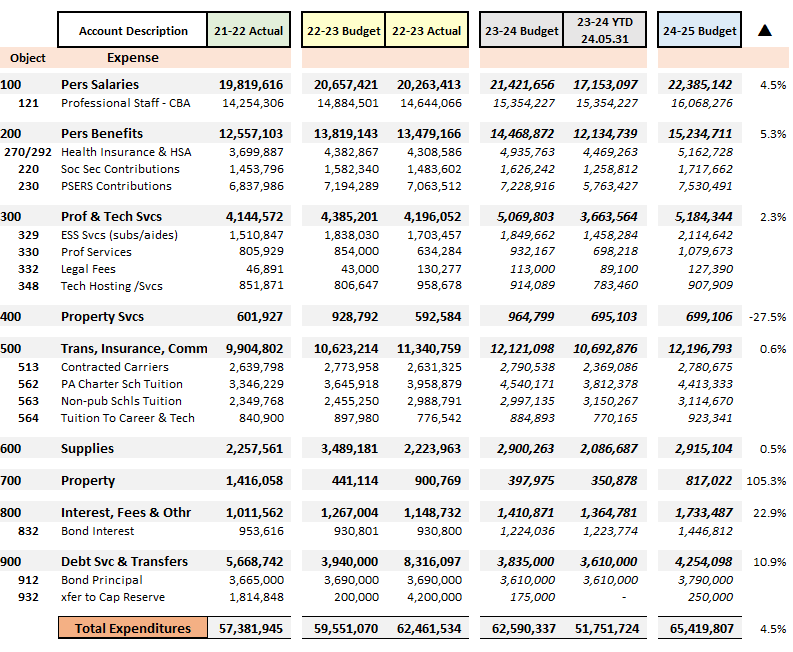 Account Description 21-22 Actual 22-23 Budget 22-23 Actual 23-24 Budget 23-24 YTD 24.05.31 24-25 Budget ▲
Object Expense
100 Pers Salaries 19,819,616 20,657,421 20,263,413 21,421,656 17,153,097 22,385,142 4.5%
121 Professional Staff - CBA 14,254,306 14,884,501 14,644,066 15,354,227 15,354,227 16,068,276
200 Pers Benefits 12,557,103 13,819,143 13,479,166 14,468,872 12,134,739 15,234,711 5.3%
270/292 Health Insurance & HSA 3,699,887 4,382,867 4,308,586 4,935,763 4,469,263 5,162,728
220 Soc Sec Contributions 1,453,796 1,582,340 1,483,602 1,626,242 1,258,812 1,717,662
230 PSERS Contributions 6,837,986 7,194,289 7,063,512 7,228,916 5,763,427 7,530,491
300 Prof & Tech Svcs 4,144,572 4,385,201 4,196,052 5,069,803 3,663,564 5,184,344 2.3%
329 ESS Svcs (subs/aides) 1,510,847 1,838,030 1,703,457 1,849,662 1,458,284 2,114,642
330 Prof Services 805,929 854,000 634,284 932,167 698,218 1,079,673
332 Legal Fees 46,891 43,000 130,277 113,000 89,100 127,390
348 Tech Hosting /Svcs 851,871 806,647 958,678 914,089 783,460 907,909
400 Property Svcs 601,927 928,792 592,584 964,799 695,103 699,106 -27.5%
500 Trans, Insurance, Comm 9,904,802 10,623,214 11,340,759 12,121,098 10,692,876 12,196,793 0.6%
513 Contracted Carriers 2,639,798 2,773,958 2,631,325 2,790,538 2,369,086 2,780,675
562 PA Charter Sch Tuition 3,346,229 3,645,918 3,958,879 4,540,171 3,812,378 4,413,333
563 Non-pub Schls Tuition 2,349,768 2,455,250 2,988,791 2,997,135 3,150,267 3,114,670
564 Tuition To Career & Tech 840,900 897,980 776,542 884,893 770,165 923,341
600 Supplies 2,257,561 3,489,181 2,223,963 2,900,263 2,086,687 2,915,104 0.5%
700 Property 1,416,058 441,114 900,769 397,975 350,878 817,022 105.3%
800 Interest, Fees & Othr 1,011,562 1,267,004 1,148,732 1,410,871 1,364,781 1,733,487 22.9%
832 Bond Interest 953,616 930,801 930,800 1,224,036 1,223,774 1,446,812
900 Debt Svc & Transfers 5,668,742 3,940,000 8,316,097 3,835,000 3,610,000 4,254,098 10.9%
912 Bond Principal 3,665,000 3,690,000 3,690,000 3,610,000 3,610,000 3,790,000
932 xfer to Cap Reserve 1,814,848 200,000 4,200,000 175,000 - 250,000
Total Expenditures 57,381,945 59,551,070 62,461,534 62,590,337 51,751,724 65,419,807 4.5%